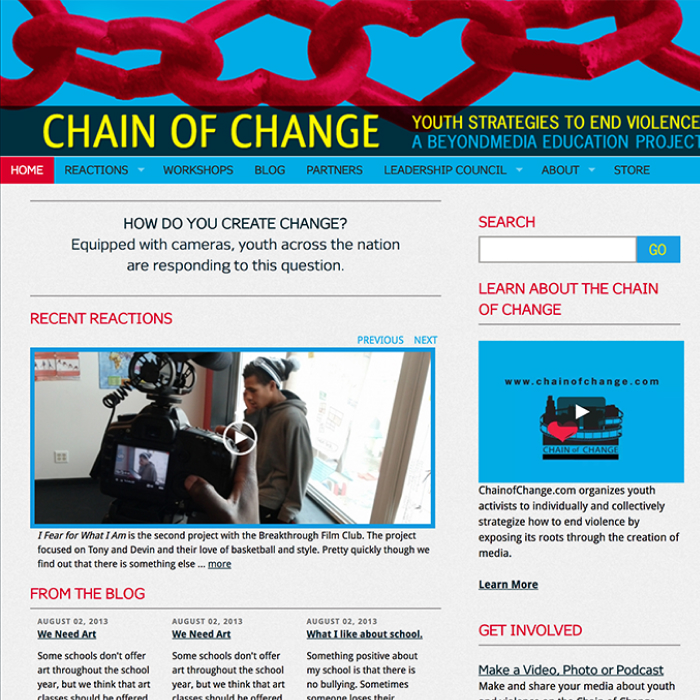 CHAIN OF CHANGE
YOUTH STRATEGIES TO END VIOLENCE
A BEYONDMEDIA EDUCATION PROJECT
HOME REACTIONS WORKSHOPS BLOG PARTNERS LEADERSHIP COUNCIL ABOUT STORE
HOW DO YOU CREATE CHANGE?
Equipped with cameras, youth across the nation
are responding to this question.
RECENT REACTIONS
PREVIOUS NEXT
I Fear for What I Am is the second project with the Breakthrough Film Club. The project
focused on Tony and Devin and their love of basketball and style. Pretty quickly though we
find out that there is something else ... more
FROM THE BLOG
AUGUST 02, 2013
We Need Art
Some schools don't offer
art throughout the school
year, but we think that art
classes should be offered
AUGUST 02, 2013
We Need Art
Some schools don't offer
art throughout the school
year, but we think that art
classes should be offered
AUGUST 02, 2013
What I like about school.
Something positive about
my school is that there is
no bullying. Sometimes
someone loses their
SEARCH
GO
LEARN ABOUT THE CHAIN
OF CHANGE
www.chainofchange.com
CHAIN of CHANGE
ChainofChange.com organizes youth
activists to individually and collectively
strategize how to end violence by
exposing its roots through the creation of
media.
Learn More
GET INVOLVED
Make a Video, Photo or Podcast
Make and share your media about youth
and violence on the Chain of Change